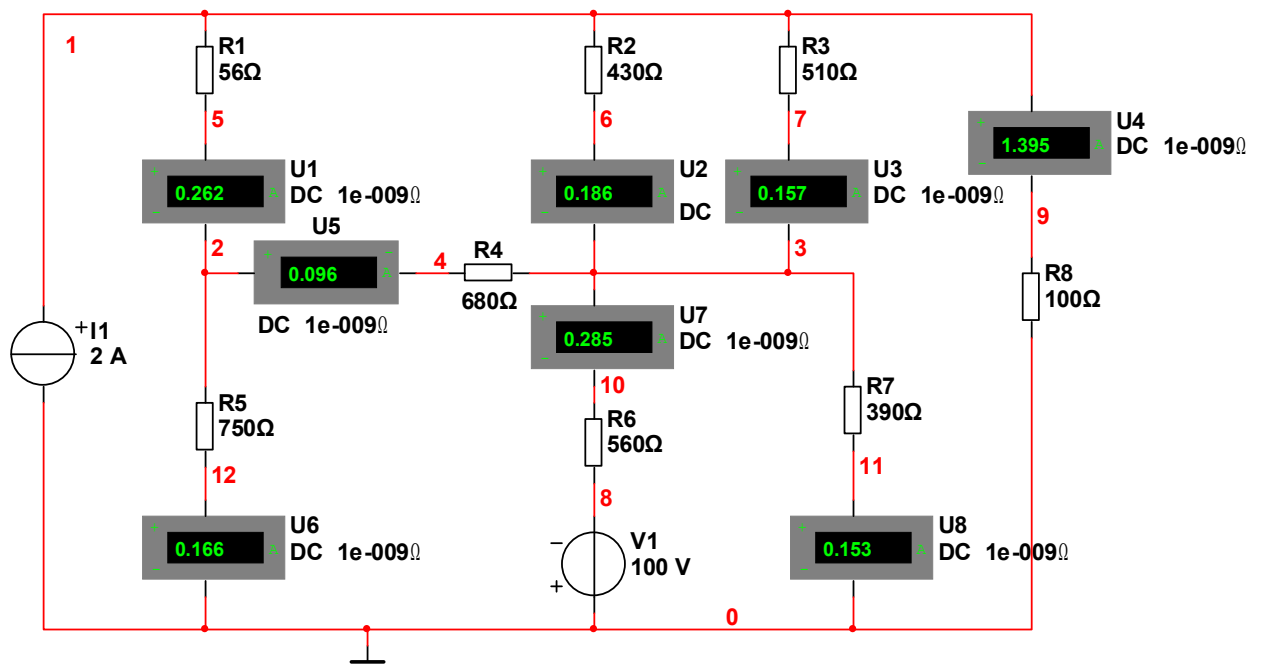 1
R1
56Ω
R2
430Ω
R3
510Ω
5
6
7
+
1.395
A
-
U4
DC 1e-009Ω
+
0.262
A
-
U1
DC 1e-009Ω
+
0.186
A
-
U2
DC
+
0.157
A
-
U3
DC 1e-009Ω
9
2
U5
+
-
0.096
A
DC 1e-009Ω
4
R4
680Ω
3
R8
100Ω
+
I1
2 A
+
0.285
A
-
U7
DC 1e-009Ω
10
R5
750Ω
R6
560Ω
R7
390Ω
12
8
11
+
0.166
A
-
U6
DC 1e-009Ω
-
+
V1
100 V
+
0.153
A
-
U8
DC 1e-009Ω
0